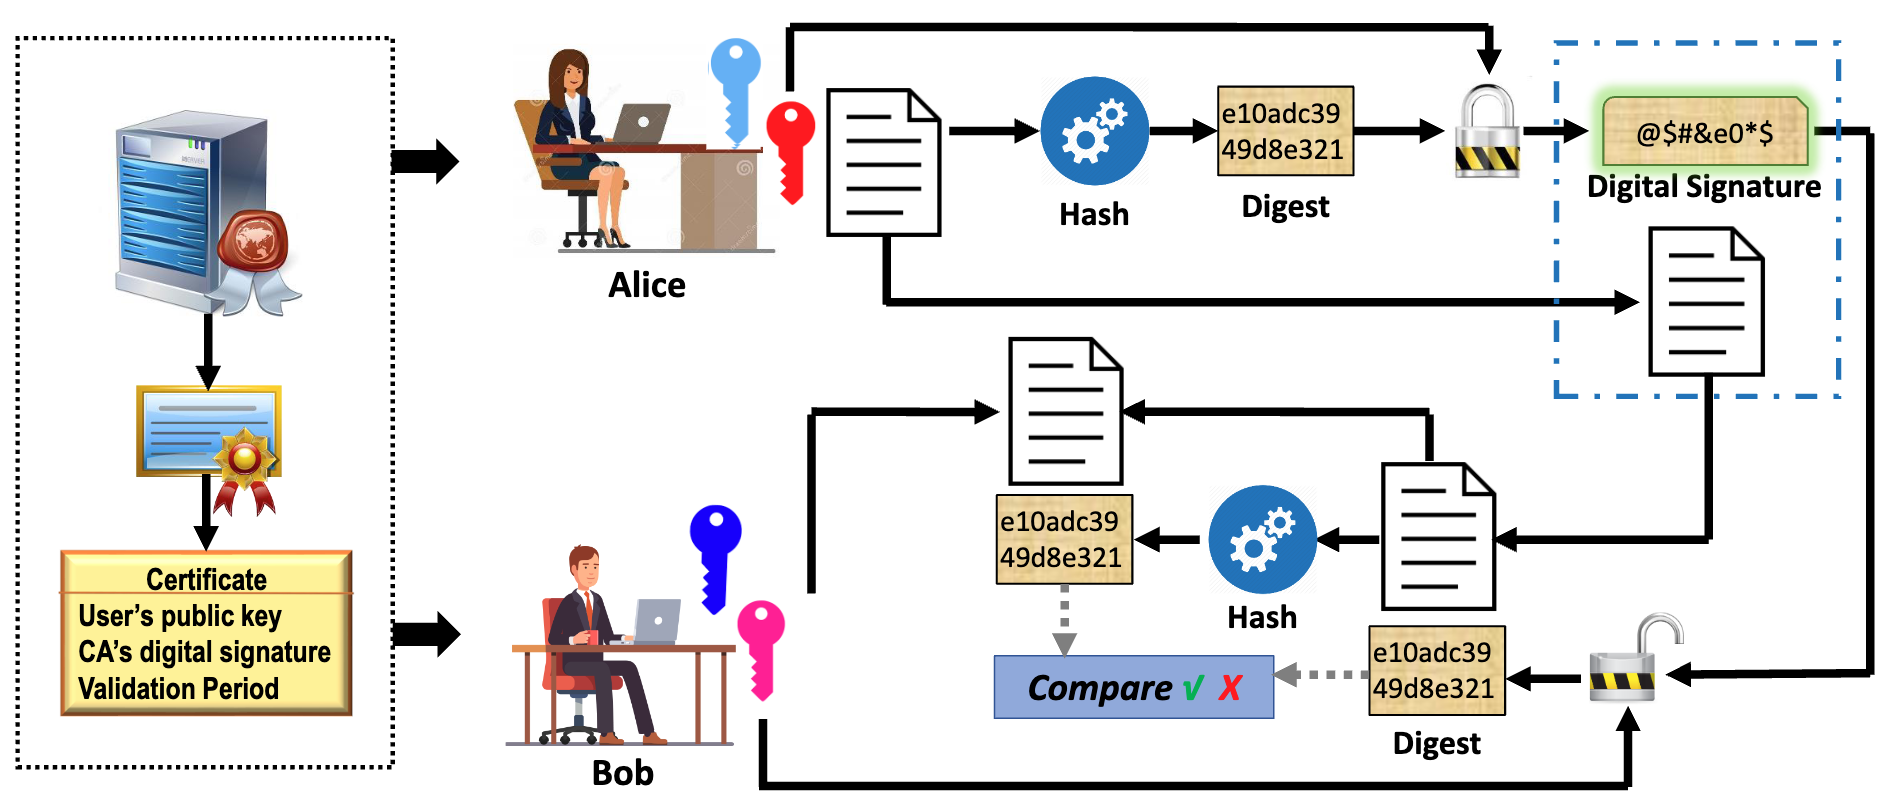 Certificate
User's public key
CA's digital signature
Validation Period
Alice
Hash
e10adc39
49d8e321
Digest
@$#&e0*$
Digital Signature
Bob
e10adc39
49d8e321
Hash
Compare √ X
e10adc39
49d8e321
Digest